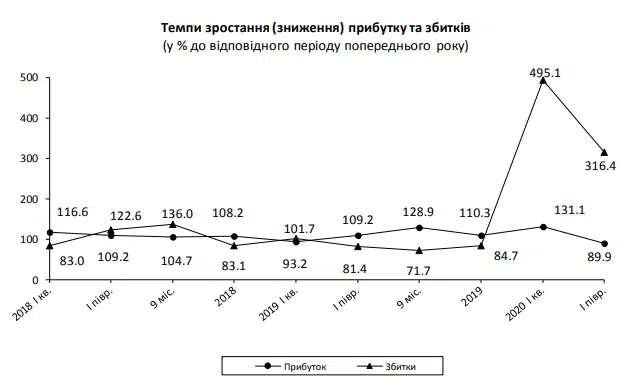 Темпи зростання (зниження) прибутку та збитків
(у % до відповідного періоду попереднього року)
500
400
300
200
100
0
495.1
316.4
116.6
122.6
136.0
108.2
101.7
109.2
128.9
110.3
131.1
83.0
109.2
104.7
83.1
93.2
81.4
71.7
84.7
89.9
2018 І кв.
І півр.
9 міс.
2018
2019 І кв.
І півр.
9 міс.
2019
2020 І кв.
І півр.
Прибуток
Збитки